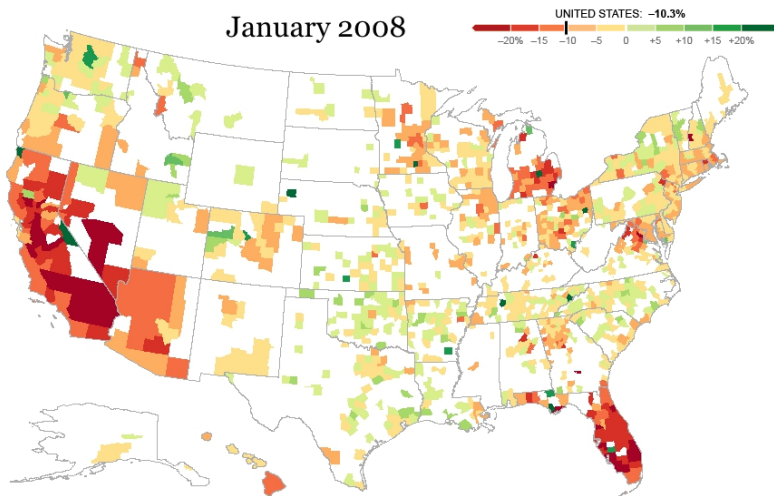 January 2008
UNITED STATES: –10.3%
–20% –15 –10 –5 0 +5 +10 +15 +20%